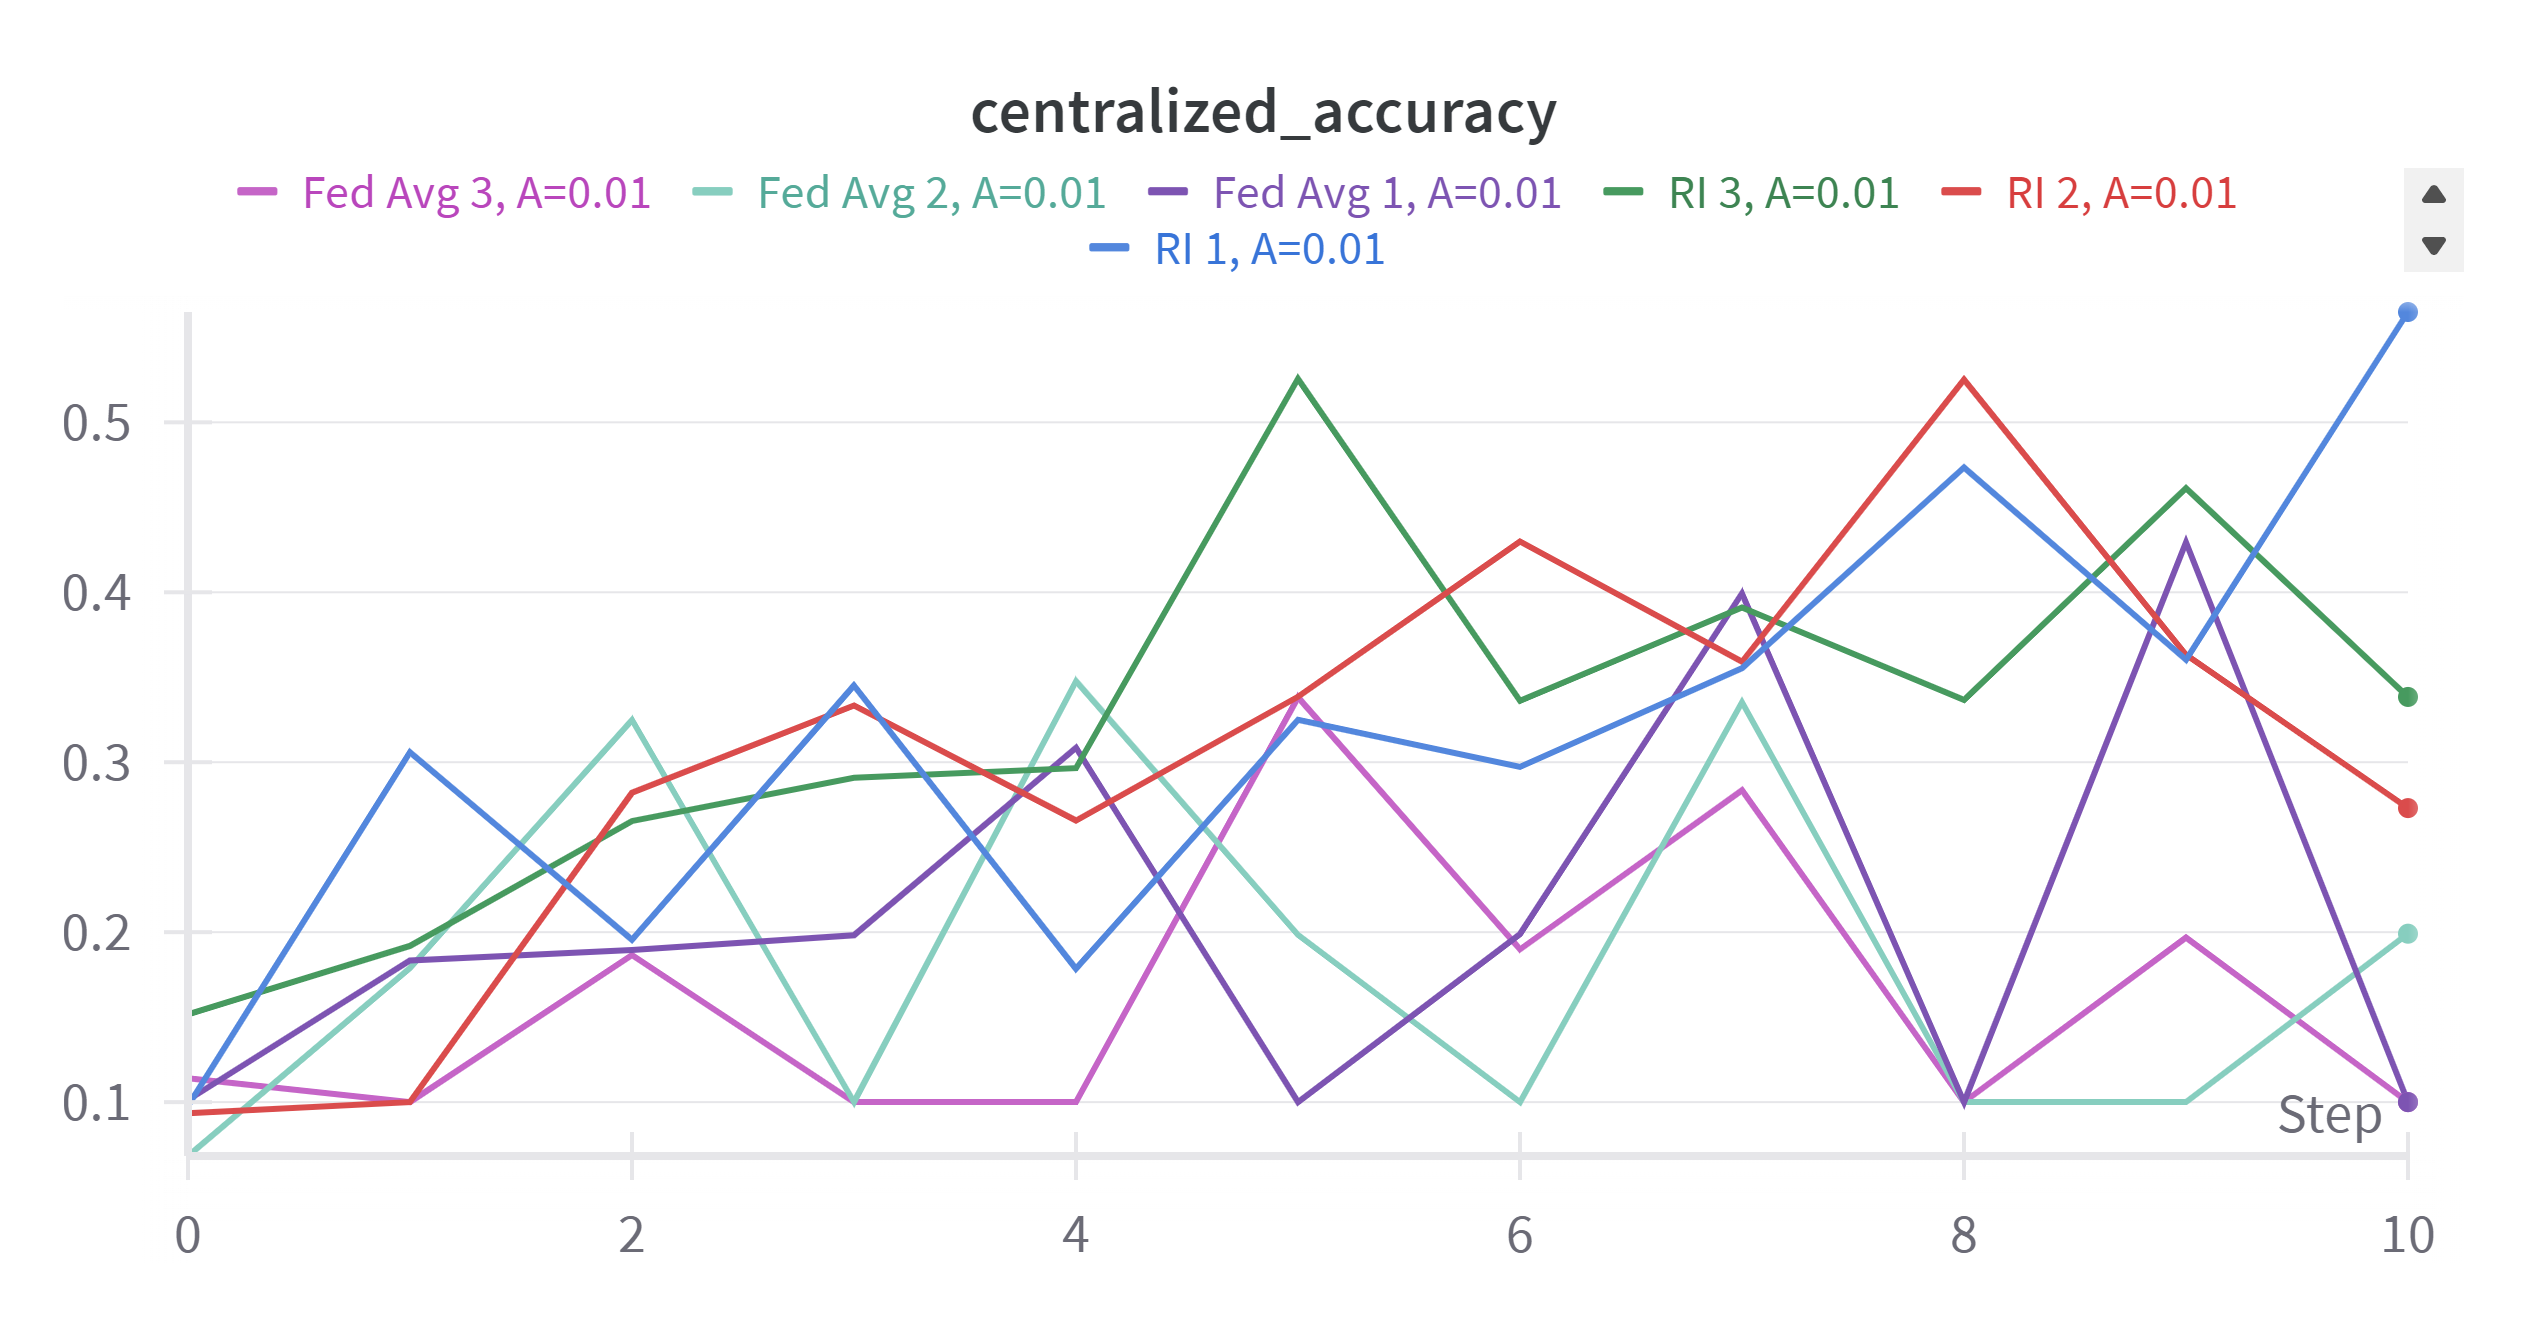 centralized_accuracy
Fed Avg 3, A=0.01 Fed Avg 2, A=0.01 Fed Avg 1, A=0.01 RI 3, A=0.01 RI 2, A=0.01
RI 1, A=0.01
0.5
0.4
0.3
0.2
0.1
Step
0 2 4 6 8 10